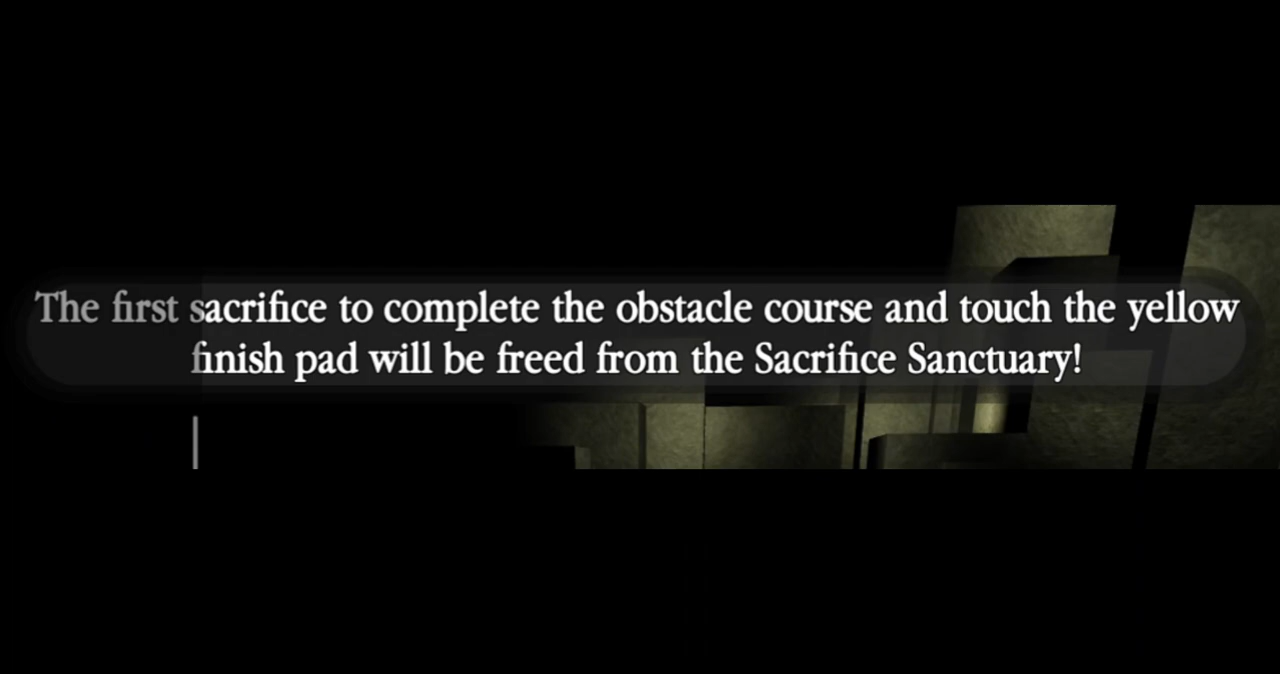 The first sacrifice to complete the obstacle course and touch the yellow
finish pad will be freed from the Sacrifice Sanctuary!